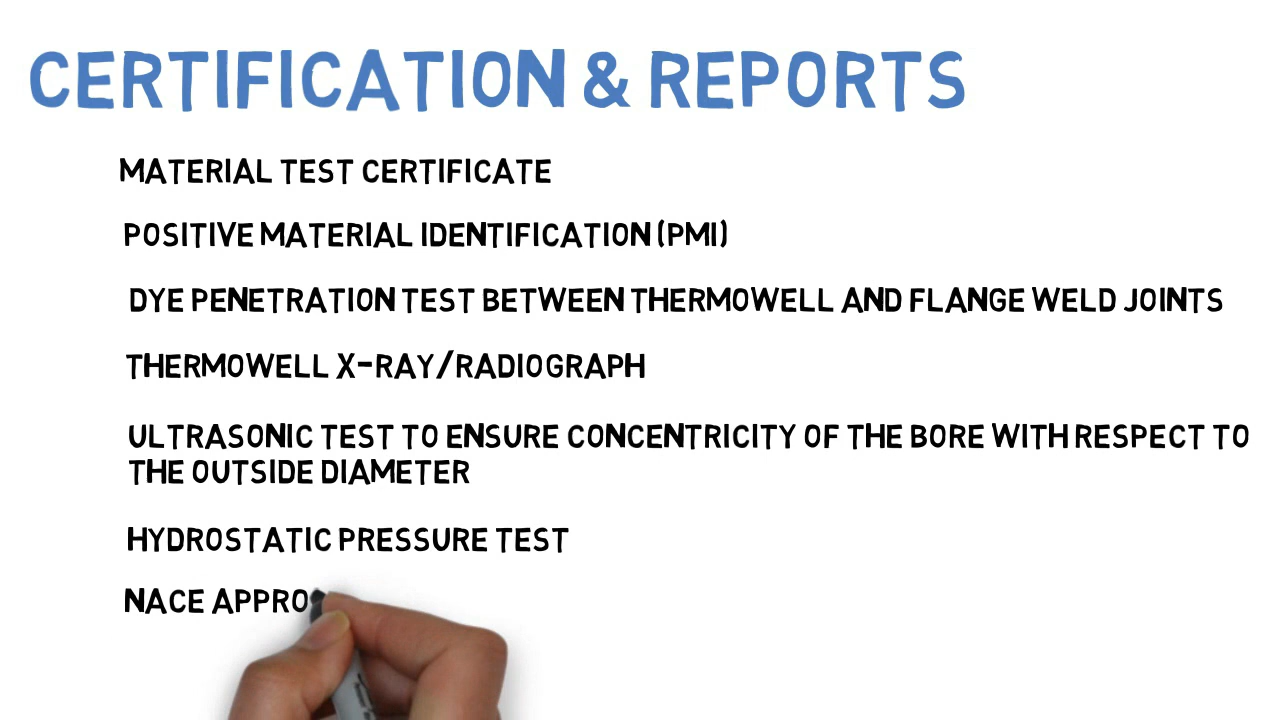 CERTIFICATION & REPORTS
MATERIAL TEST CERTIFICATE
POSITIVE MATERIAL IDENTIFICATION (PMI)
DYE PENETRATION TEST BETWEEN THERMOWELL AND FLANGE WELD JOINTS
THERMOWELL X-RAY/RADIOGRAPH
ULTRASONIC TEST TO ENSURE CONCENTRICITY OF THE BORE WITH RESPECT TO
THE OUTSIDE DIAMETER
HYDROSTATIC PRESSURE TEST
NACE APPRO